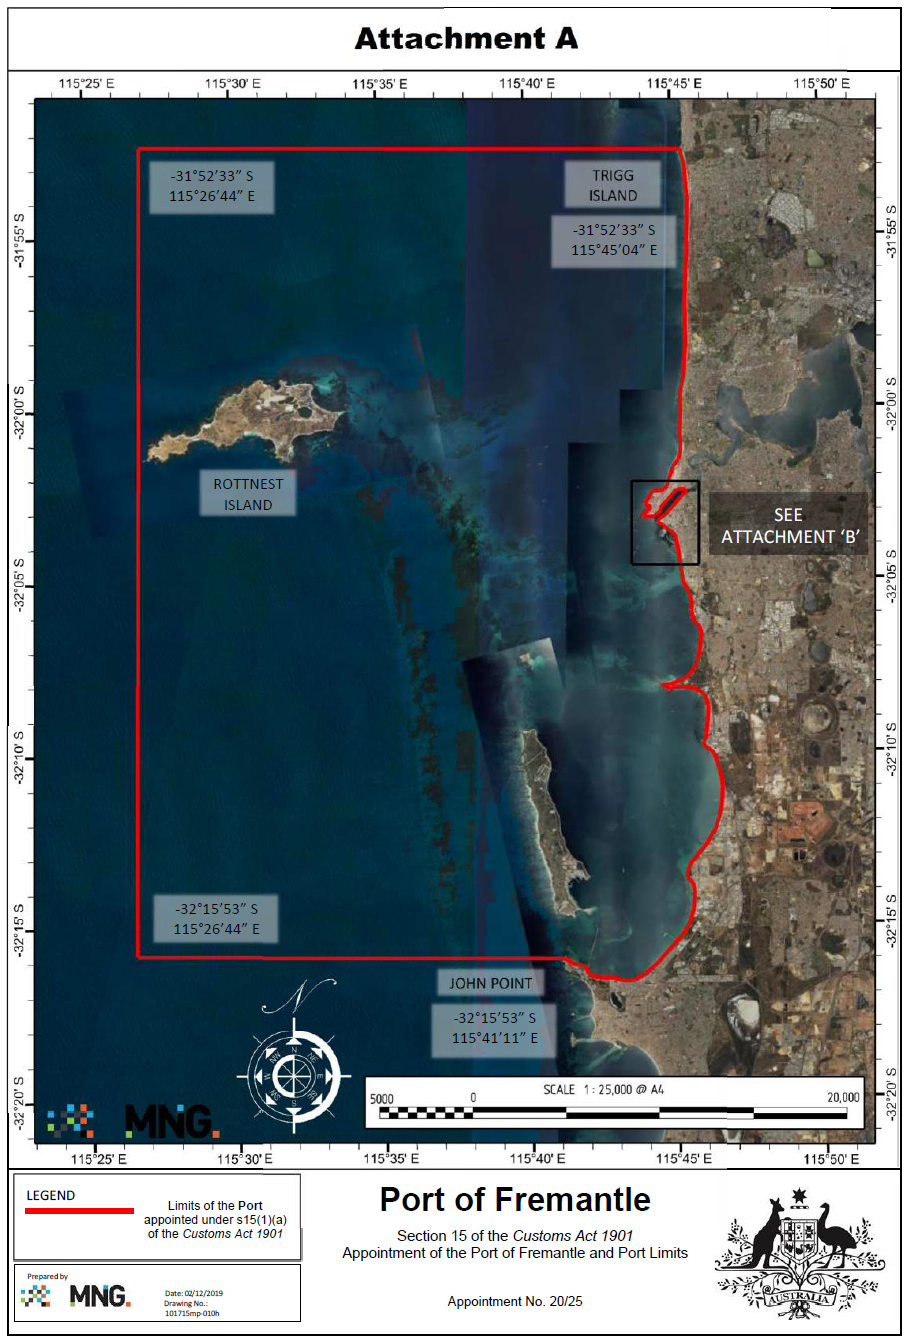 Attachment A
115°25' E
115°30' E
115°35' E
115°40' E
115°45' E
115°50' E
-31°55' S
-32°00' S
-32°05' S
-32°10' S
-32°15' S
-32°20' S
-31°52'33" S
115°26'44" E
TRIGG
ISLAND
-31°52'33" S
115°45'04" E
ROTTNEST
ISLAND
SEE
ATTACHMENT 'B'
-32°15'53" S
115°26'44" E
JOHN POINT
-32°15'53" S
115°41'11" E
N
N
NE
E
SE
S
SW
W
NW
MNG.
SCALE 1 : 25,000 @ A4
5000
0
20,000
-31°55' S
-32°00' S
-32°05' S
-32°10' S
-32°15' S
-32°20' S
115°25' E
115°30' E
115°35' E
115°40' E
115°45' E
115°50' E
LEGEND
Limits of the Port
appointed under s15(1)(a)
of the Customs Act 1901
Prepared by
MNG.
Date: 02/12/2019
Drawing No.:
101715mp-010h
Port of Fremantle
Section 15 of the Customs Act 1901
Appointment of the Port of Fremantle and Port Limits
Appointment No. 20/25
AUSTRALIA